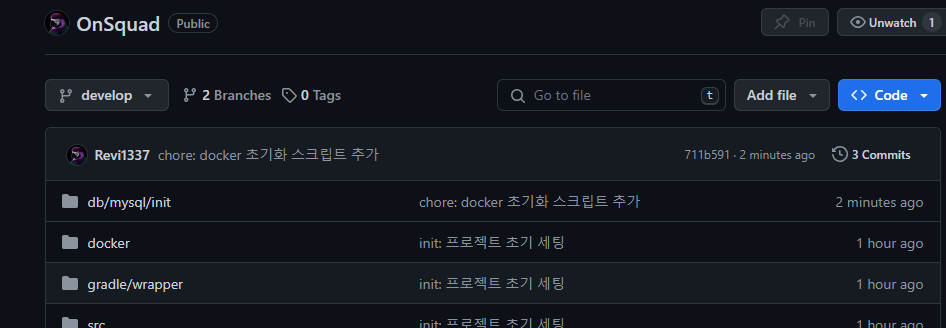 OnSquad Public Pin Unwatch 1
develop 2 Branches 0 Tags Go to file t Add file Code
Revi1337 chore: docker 초기화 스크립트 추가 711b591 · 2 minutes ago 3 Commits
db/mysql/init chore: docker 초기화 스크립트 추가 2 minutes ago
docker init: 프로젝트 초기 세팅 1 hour ago
gradle/wrapper init: 프로젝트 초기 세팅 1 hour ago
src init: 프로젝트 초기 세팅 1 hour ago